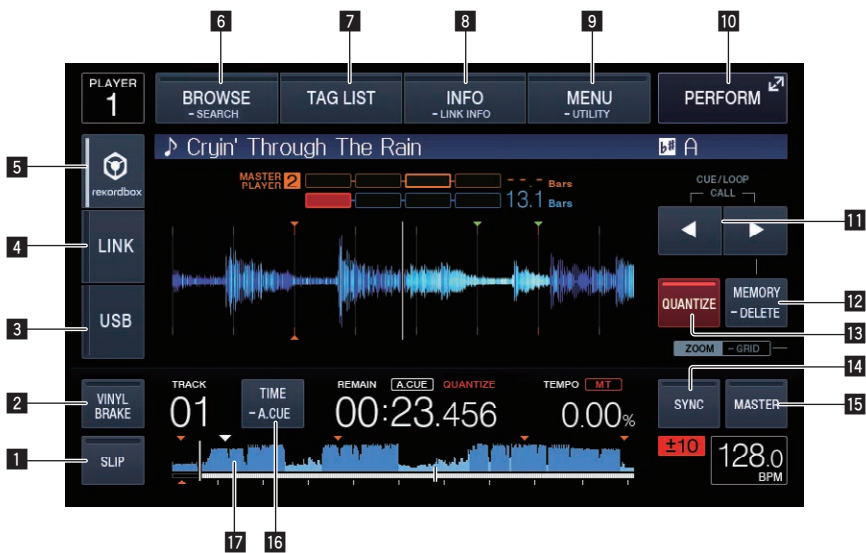 6 7 8 9 10
PLAYER
1
BROWSE
- SEARCH
TAG LIST
INFO
- LINK INFO
MENU
- UTILITY
PERFORM
5
rekordbox
♪ Cryin' Through The Rain
b# A
MASTER
PLAYER 2
--.- Bars
13.1 Bars
CUE/LOOP
CALL
11
4
LINK
3
USB
QUANTIZE
MEMORY
- DELETE
12
13
ZOOM - GRID
14
2
VINYL
BRAKE
TRACK
01
TIME
- A.CUE
REMAIN A.CUE QUANTIZE
00:23.456
TEMPO MT
0.00%
SYNC
MASTER
15
1
SLIP
±10
128.0
BPM
17 16